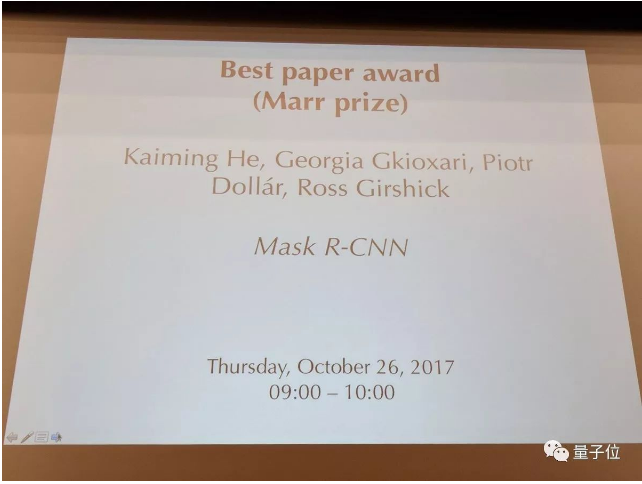 Best paper award
(Marr prize)
Kaiming He, Georgia Gkioxari, Piotr
Dollár, Ross Girshick
Mask R-CNN
Thursday, October 26, 2017
09:00 – 10:00
量子位